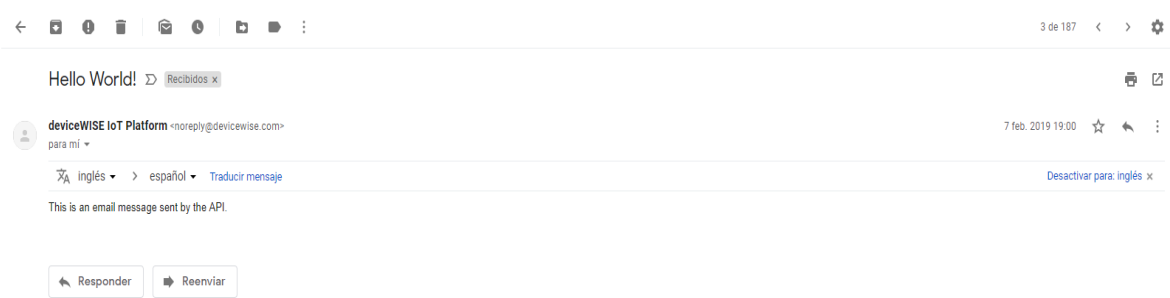 3 de 187
Hello World! Recibidos x
deviceWISE IoT Platform <noreply@devicewise.com> 7 feb. 2019 19:00
para mí
inglés > español Traducir mensaje Desactivar para: inglés x
This is an email message sent by the API.
Responder Reenviar